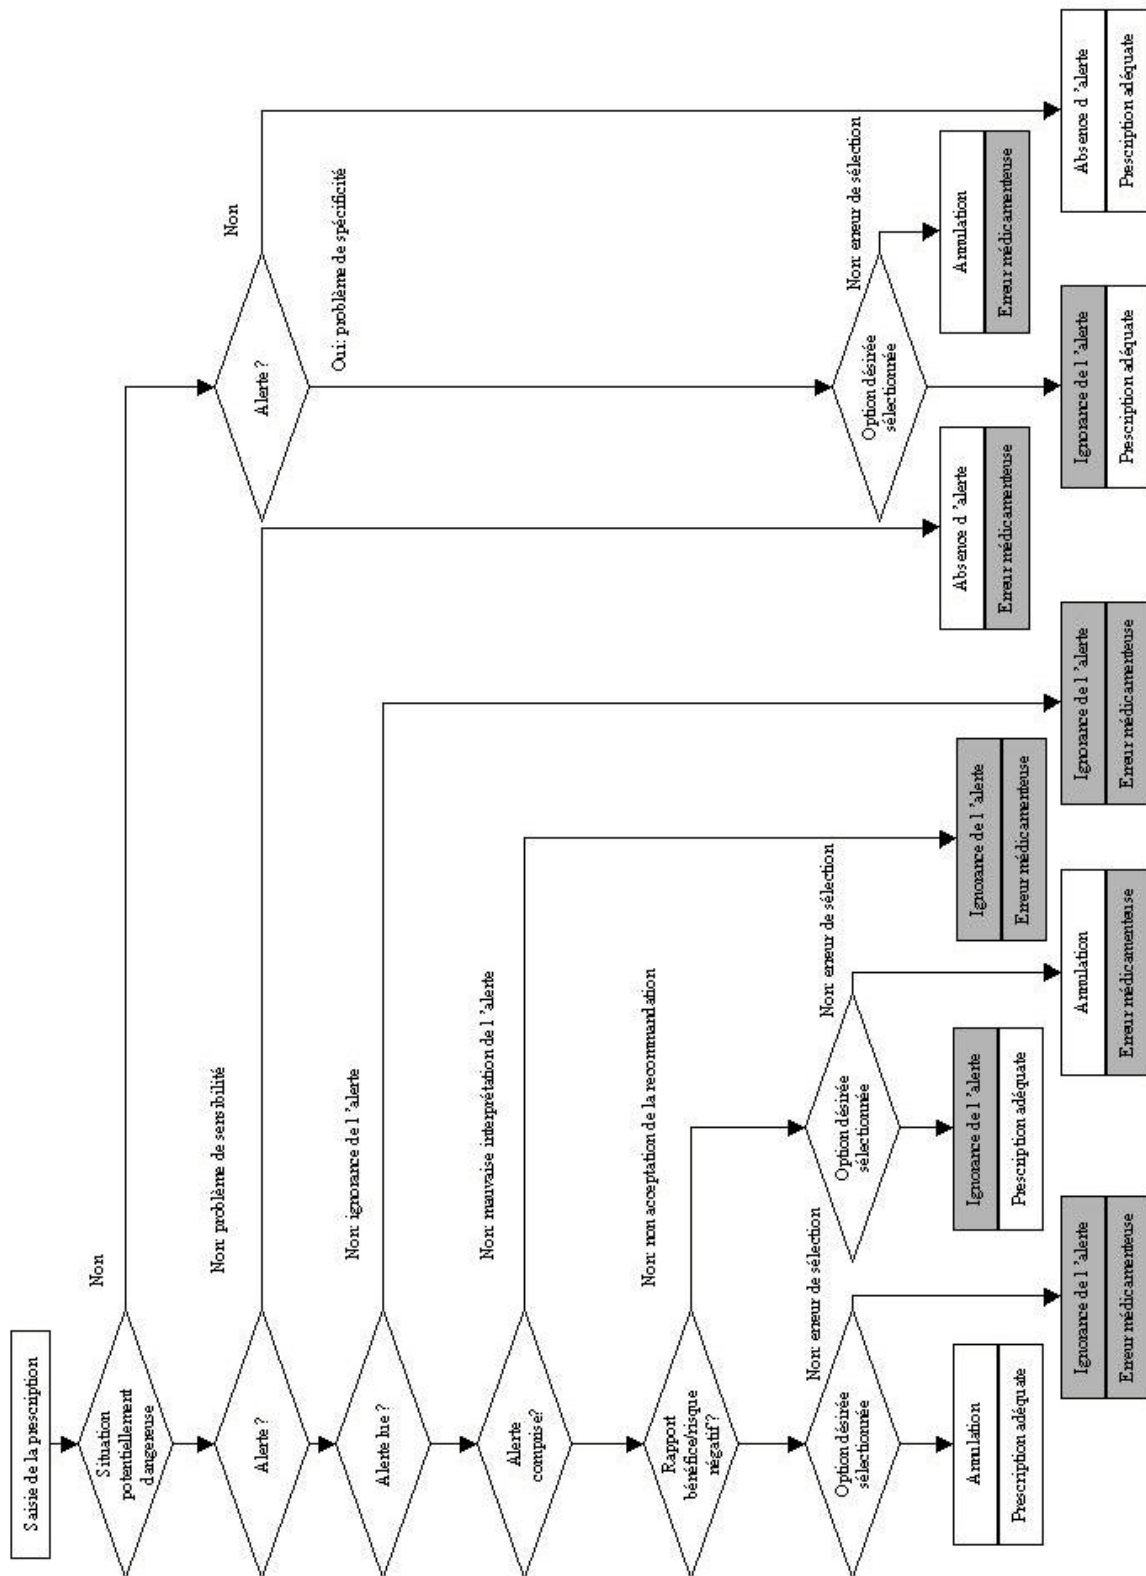 Saisie de la prescription
Situation
potentiellement
dangereuse
Non
Alerte ?
Non
Oui: problème de spécificité
Alerte ?
Non: problème de sensibilité
Alerte lue ?
Non: ignorance de l 'alerte
Alerte
comprise?
Non: mauvaise interprétation de l 'alerte
Rapport
bénéfice/risque
négatif ?
Non: non acceptation de la recommandation
Option désirée
sélectionnée
Non: erreur de sélection
Option désirée
sélectionnée
Non: erreur de sélection
Option désirée
sélectionnée
Non: erreur de sélection
Annulation
Prescription adéquate
Ignorance de l 'alerte
Erreur médicamenteuse
Ignorance de l 'alerte
Prescription adéquate
Annulation
Erreur médicamenteuse
Ignorance de l 'alerte
Erreur médicamenteuse
Ignorance de l 'alerte
Erreur médicamenteuse
Absence d 'alerte
Erreur médicamenteuse
Ignorance de l 'alerte
Prescription adéquate
Annulation
Erreur médicamenteuse
Absence d 'alerte
Prescription adéquate